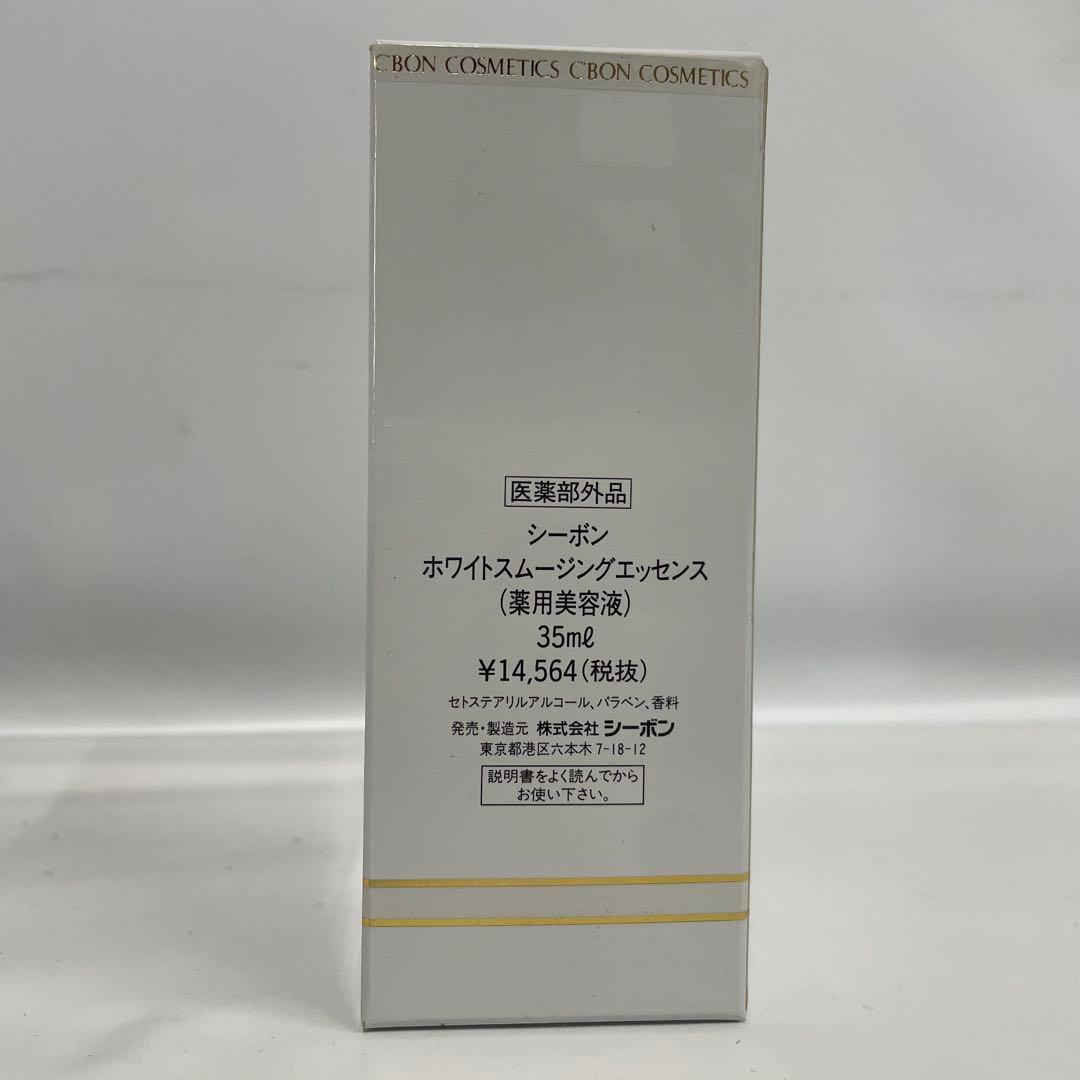 C'BON COSMETICS C'BON COSMETICS
医薬部外品
シーボン
ホワイトスムージングエッセンス
(薬用美容液)
35mℓ
¥14,564(税抜)
セトステアリルアルコール、パラベン、香料
発売・製造元 株式会社 シーボン
東京都港区六本木 7-18-12
説明書をよく読んでから
お使い下さい。